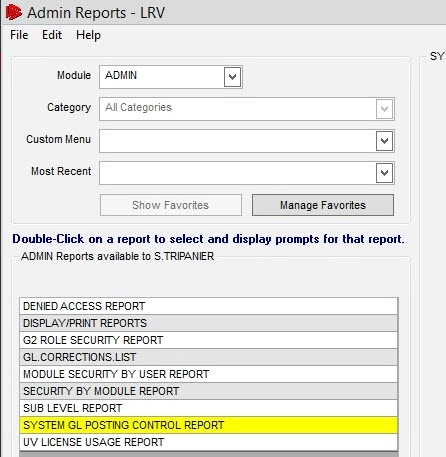 Admin Reports - LRV
File Edit Help
SY
Module ADMIN
Category All Categories
Custom Menu
Most Recent
Show Favorites Manage Favorites
Double-Click on a report to select and display prompts for that report.
ADMIN Reports available to S.TRIPANIER
DENIED ACCESS REPORT
DISPLAY/PRINT REPORTS
G2 ROLE SECURITY REPORT
GL.CORRECTIONS.LIST
MODULE SECURITY BY USER REPORT
SECURITY BY MODULE REPORT
SUB LEVEL REPORT
SYSTEM GL POSTING CONTROL REPORT
UV LICENSE USAGE REPORT